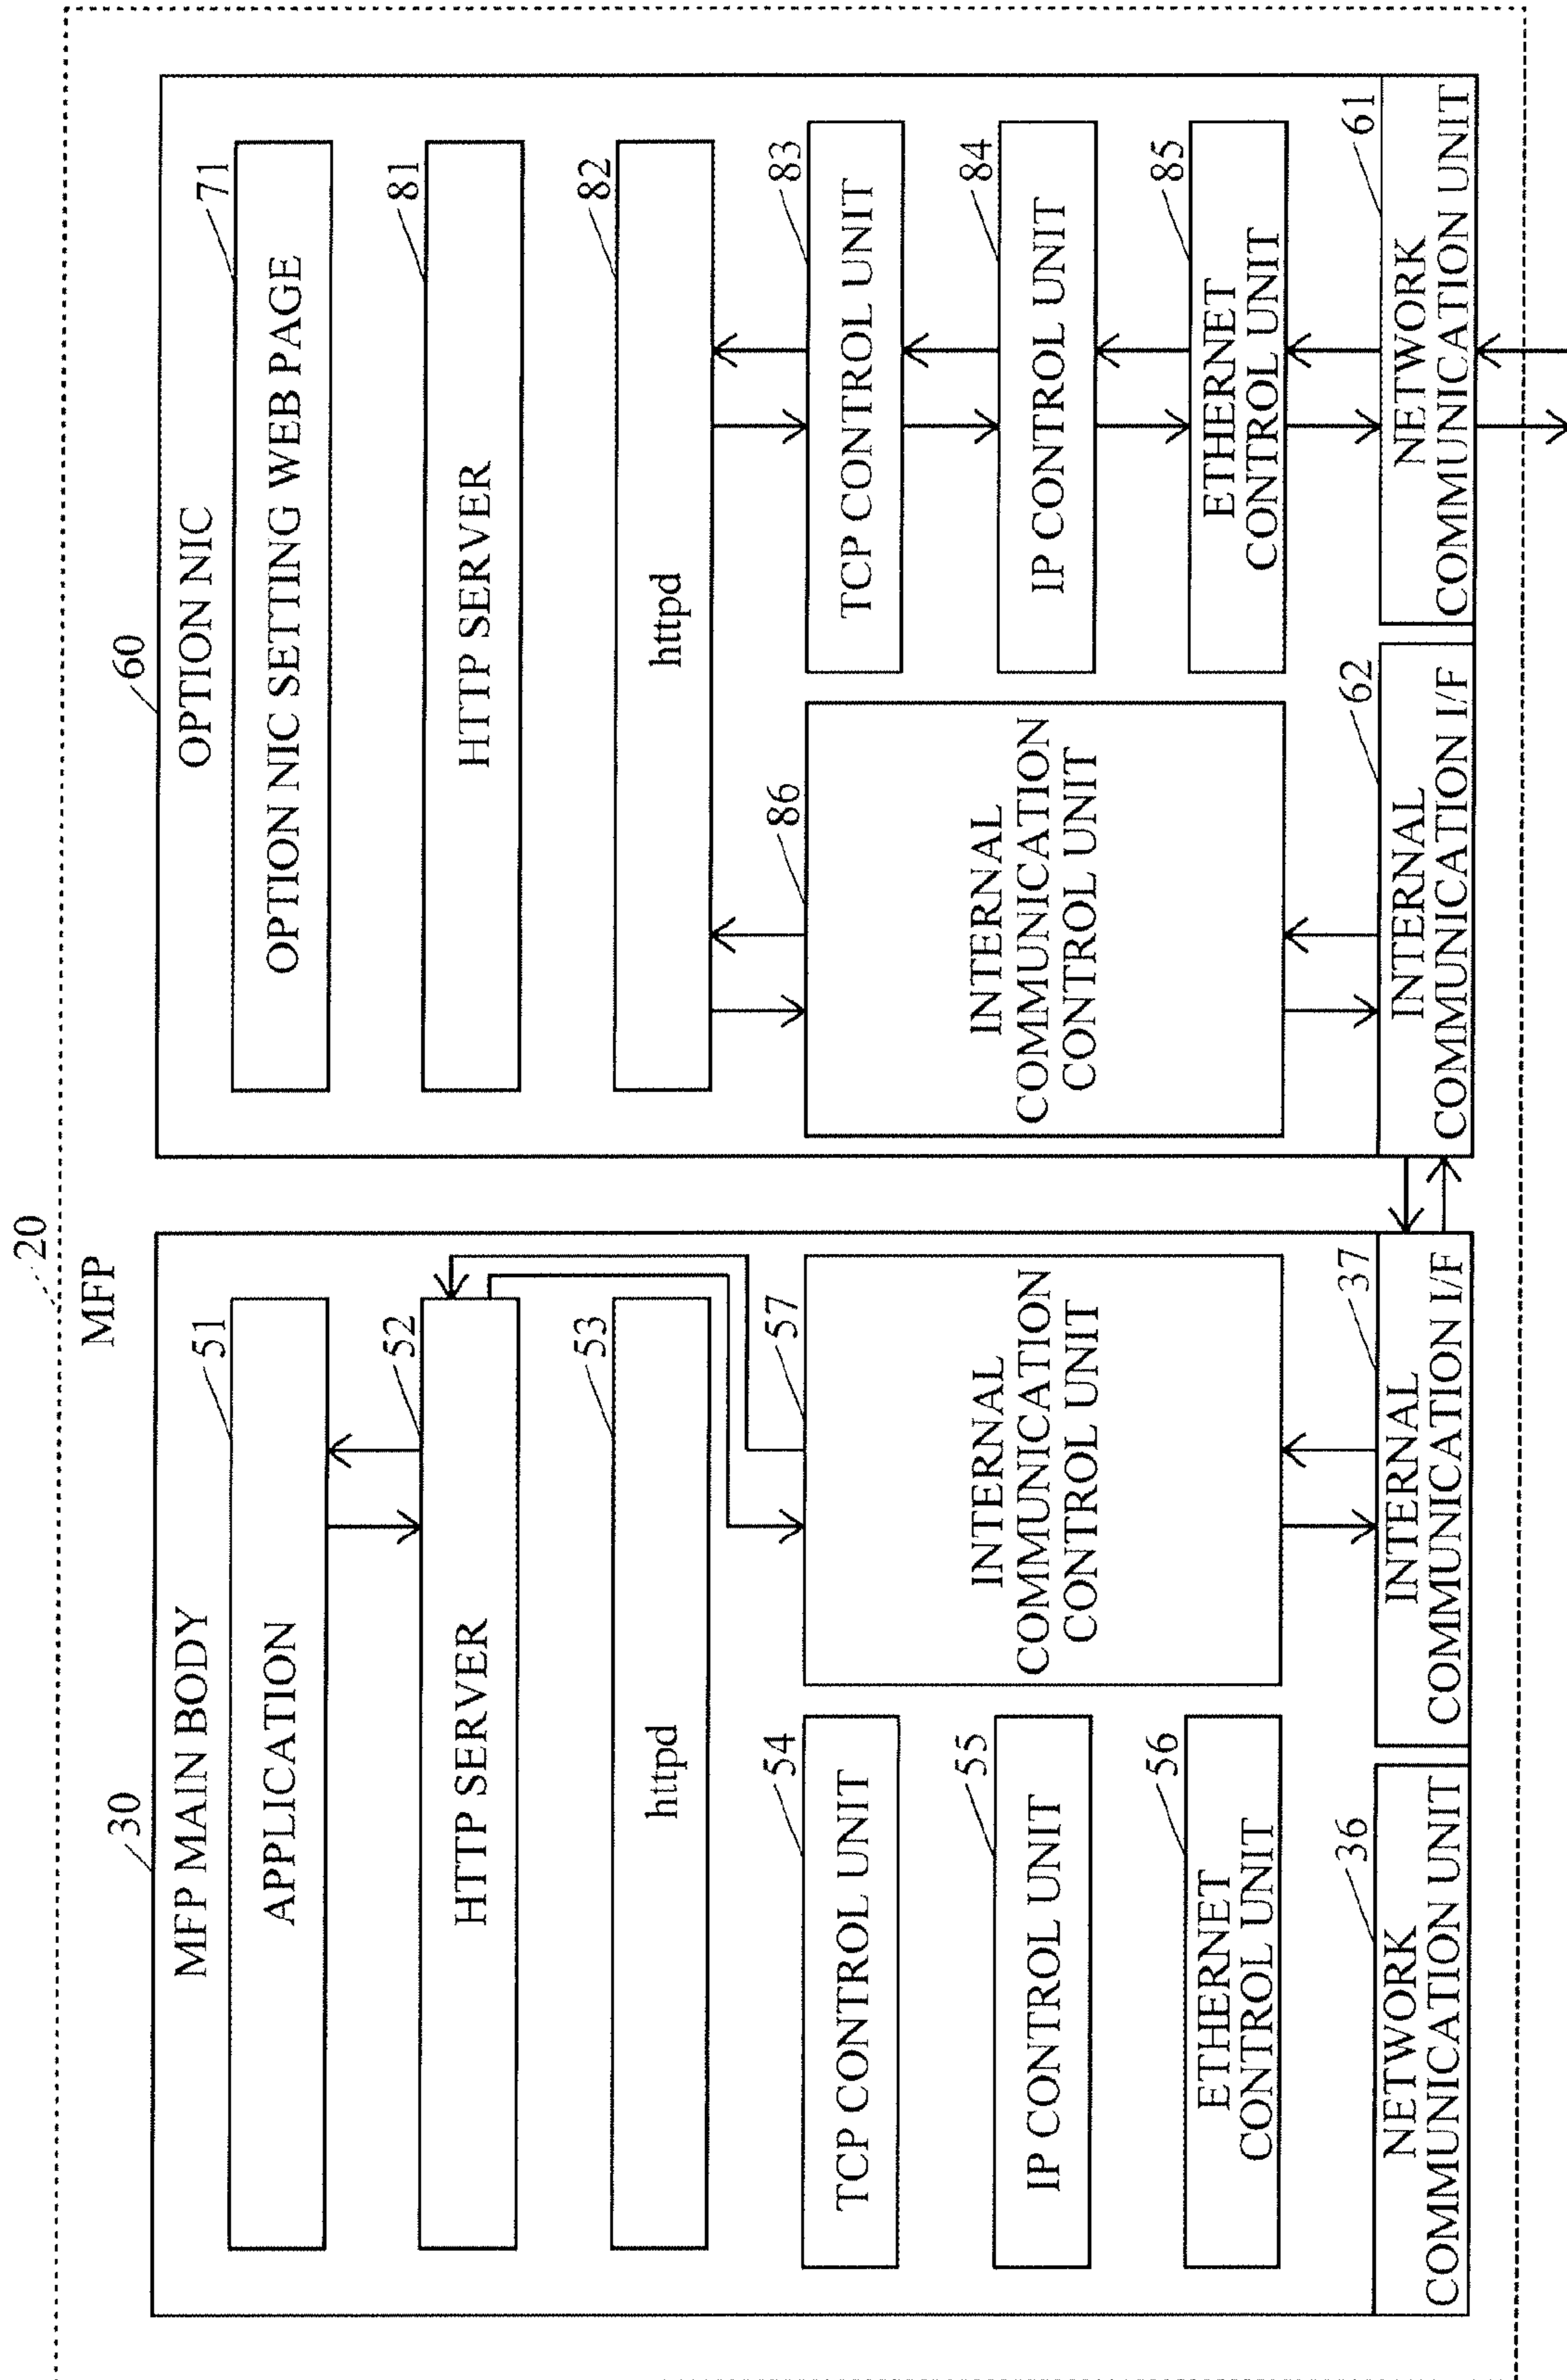 20
MFP
30
MFP MAIN BODY
51
APPLICATION
52
HTTP SERVER
53
httpd
54
TCP CONTROL UNIT
55
IP CONTROL UNIT
56
ETHERNET
CONTROL UNIT
57
INTERNAL
COMMUNICATION
CONTROL UNIT
36
NETWORK
COMMUNICATION UNIT
37
INTERNAL
COMMUNICATION I/F
60
OPTION NIC
71
OPTION NIC SETTING WEB PAGE
81
HTTP SERVER
82
httpd
86
INTERNAL
COMMUNICATION
CONTROL UNIT
83
TCP CONTROL UNIT
84
IP CONTROL UNIT
85
ETHERNET
CONTROL UNIT
62
INTERNAL
COMMUNICATION I/F
61
NETWORK
COMMUNICATION UNIT